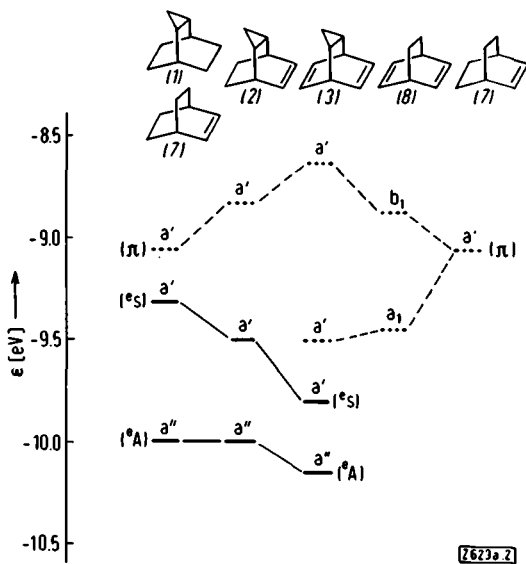 (1) (2) (3) (8) (7)
(7)
-8.5
a'
a' b₁
-9.0
(π) a' a' (π)
a'
(eS)
a' a' a₁
-9.5
a' (eS)
a'' a''
(eA)
-10.0
a'' (eA)
-10.5
ε [eV]
Z623a.2